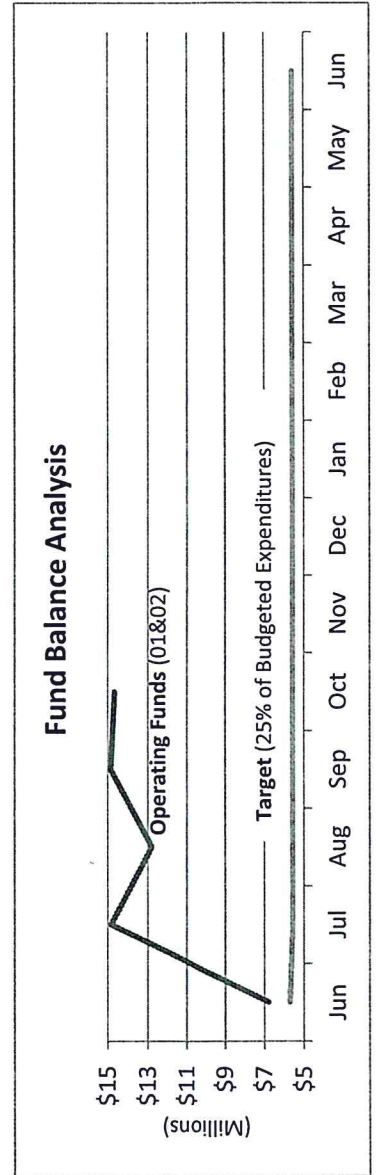 Fund Balance Analysis
$15
$13
$11
$9
$7
$5
(Millions)
Operating Funds (01&02)
Target (25% of Budgeted Expenditures)
Jun Jul Aug Sep Oct Nov Dec Jan Feb Mar Apr May Jun